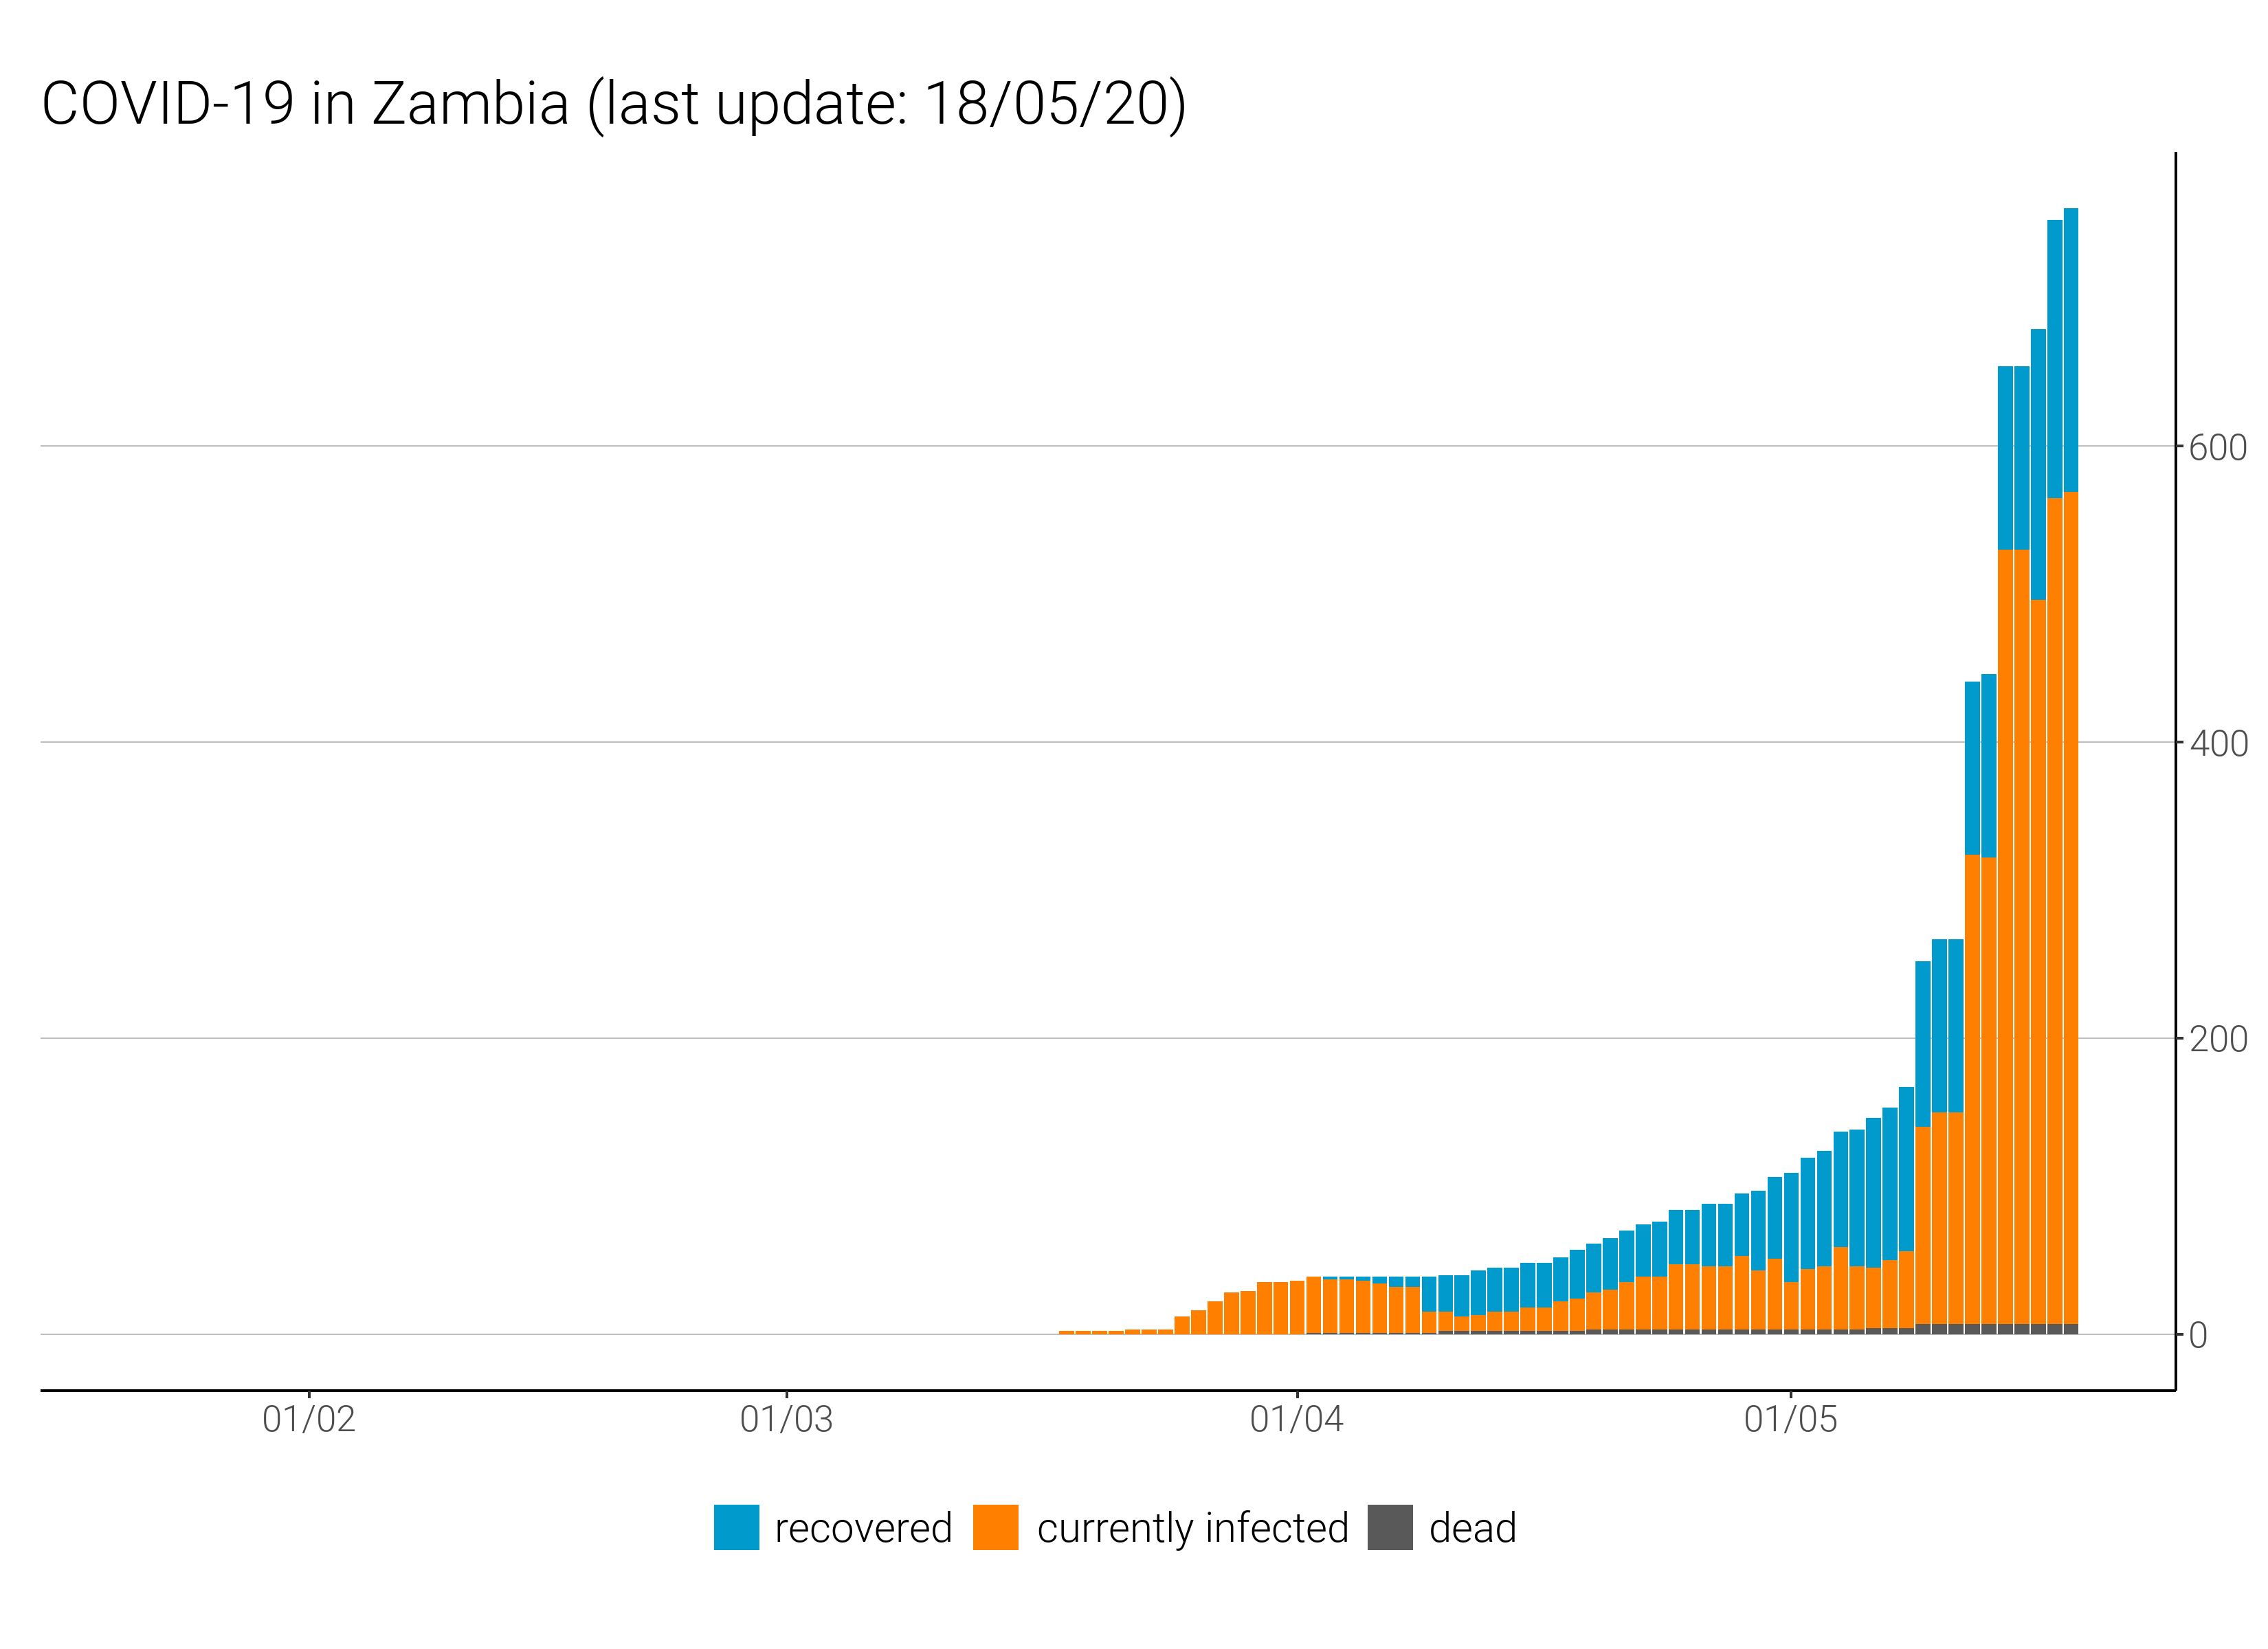 COVID-19 in Zambia (last update: 18/05/20)
600
400
200
0
01/02 01/03 01/04 01/05
recovered currently infected dead